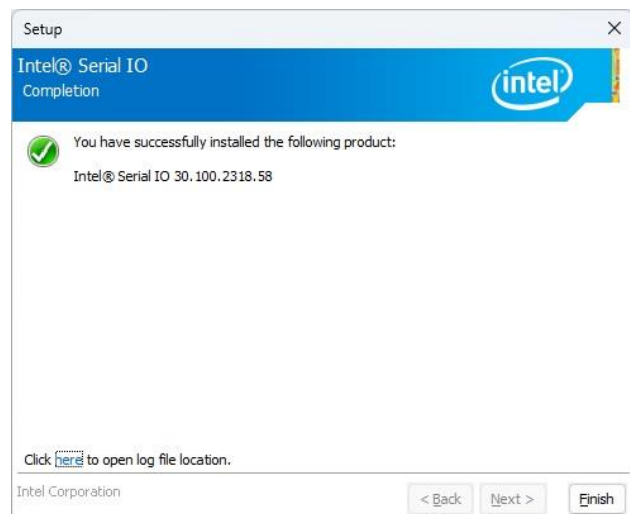 Setup
Intel® Serial IO
Completion
intel
You have successfully installed the following product:
Intel® Serial IO 30.100.2318.58
Click here to open log file location.
Intel Corporation
< Back
Next >
Finish